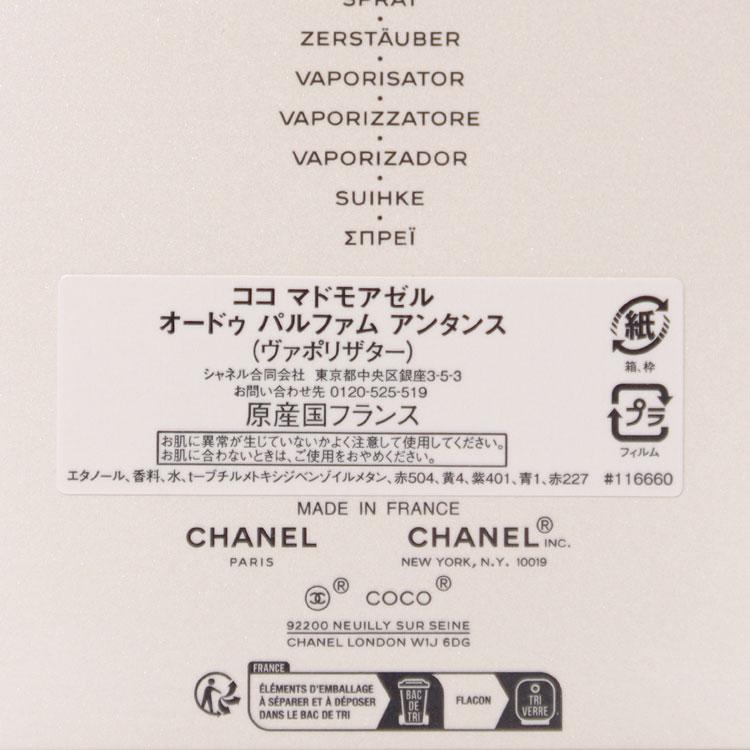 SPRAY
ZERSTÄUBER
VAPORISATOR
VAPORIZZATORE
VAPORIZADOR
SUIHKE
ΣΠΡΕΪ
ココ マドモアゼル
オードゥ パルファム アンタンス
(ヴァポリザター)
シャネル合同会社 東京都中央区銀座3-5-3
お問い合わせ先 0120-525-519
原産国フランス
お肌に異常が生じていないかよく注意して使用してください。
お肌に合わないときは、ご使用をおやめください。
エタノール、香料、水、t-ブチルメトキシジベンゾイルメタン、赤504、黄4、紫401、青1、赤227 #116660
紙
箱、枠
プラ
フィルム
MADE IN FRANCE
CHANEL
PARIS
CHANEL® INC.
NEW YORK, N.Y. 10019
® COCO®
92200 NEUILLY SUR SEINE
CHANEL LONDON W1J 6DG
FRANCE
ÉLÉMENTS D'EMBALLAGE
À SÉPARER ET À DÉPOSER
DANS LE BAC DE TRI
BAC
DE
TRI
FLACON
TRI
VERRE